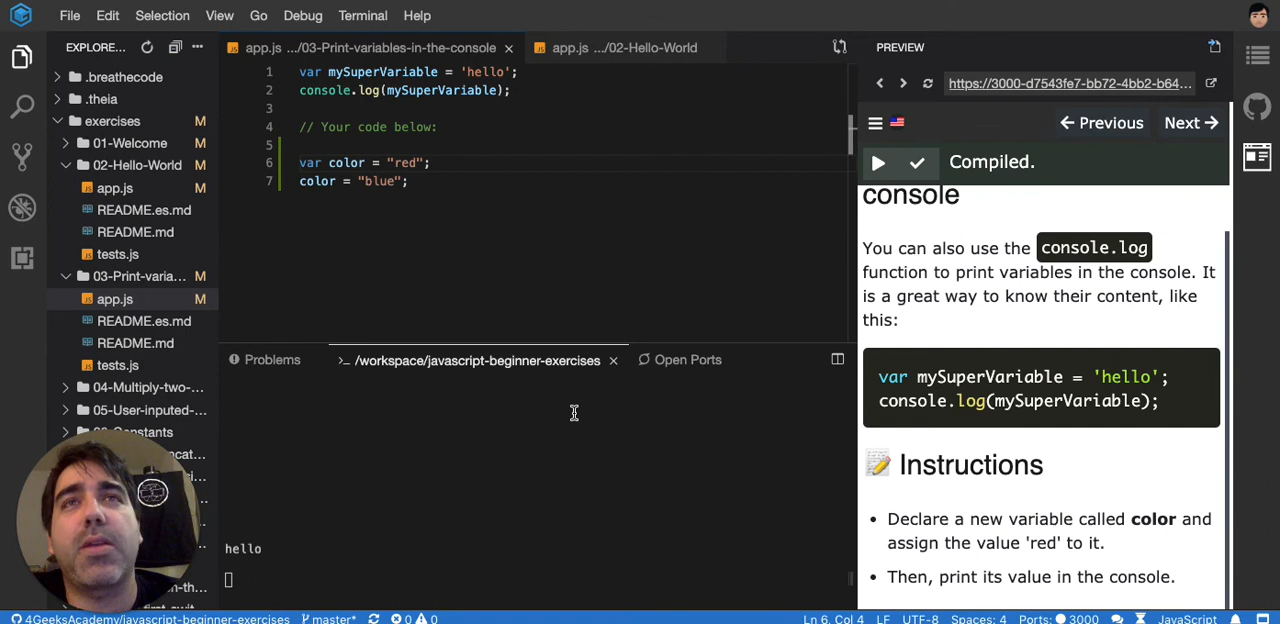 File Edit Selection View Go Debug Terminal Help
EXPLORE...
.breathecode
.theia
exercises M
01-Welcome
02-Hello-World M
app.js M
README.es.md
README.md
tests.js
03-Print-varia... M
app.js M
README.es.md
README.md
tests.js
04-Multiply-two-...
05-User-inputed-...
app.js .../03-Print-variables-in-the-console
app.js .../02-Hello-World
1 var mySuperVariable = 'hello';
2 console.log(mySuperVariable);
3
4 // Your code below:
5
6 var color = "red";
7 color = "blue";
Problems
>_ /workspace/javascript-beginner-exercises
Open Ports
hello
PREVIEW
https://3000-d7543fe7-bb72-4bb2-b64...
← Previous Next →
Compiled.
console
You can also use the console.log
function to print variables in the console. It
is a great way to know their content, like
this:
var mySuperVariable = 'hello';
console.log(mySuperVariable);
📝 Instructions
• Declare a new variable called color and
assign the value 'red' to it.
• Then, print its value in the console.
4GeeksAcademy/javascript-beginner-exercises master* 0 0 Ln 6, Col 4 LF UTF-8 Spaces: 4 Ports: 3000 JavaScript